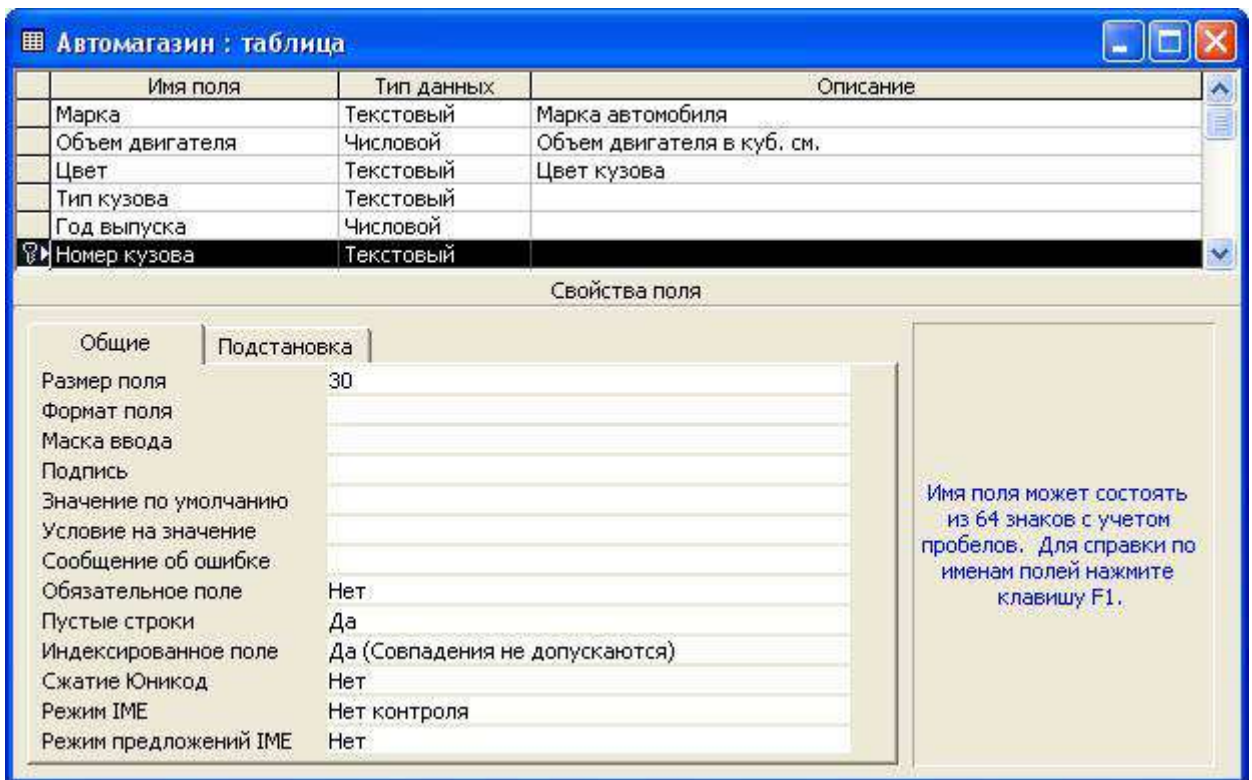 Автомагазин : таблица
Имя поля Тип данных Описание
Марка Текстовый Марка автомобиля
Объем двигателя Числовой Объем двигателя в куб. см.
Цвет Текстовый Цвет кузова
Тип кузова Текстовый
Год выпуска Числовой
Номер кузова Текстовый
Свойства поля
Общие Подстановка
Размер поля 30
Формат поля
Маска ввода
Подпись
Значение по умолчанию
Условие на значение
Сообщение об ошибке
Обязательное поле Нет
Пустые строки Да
Индексированное поле Да (Совпадения не допускаются)
Сжатие Юникод Нет
Режим IME Нет контроля
Режим предложений IME Нет
Имя поля может состоять
из 64 знаков с учетом
пробелов. Для справки по
именам полей нажмите
клавишу F1.